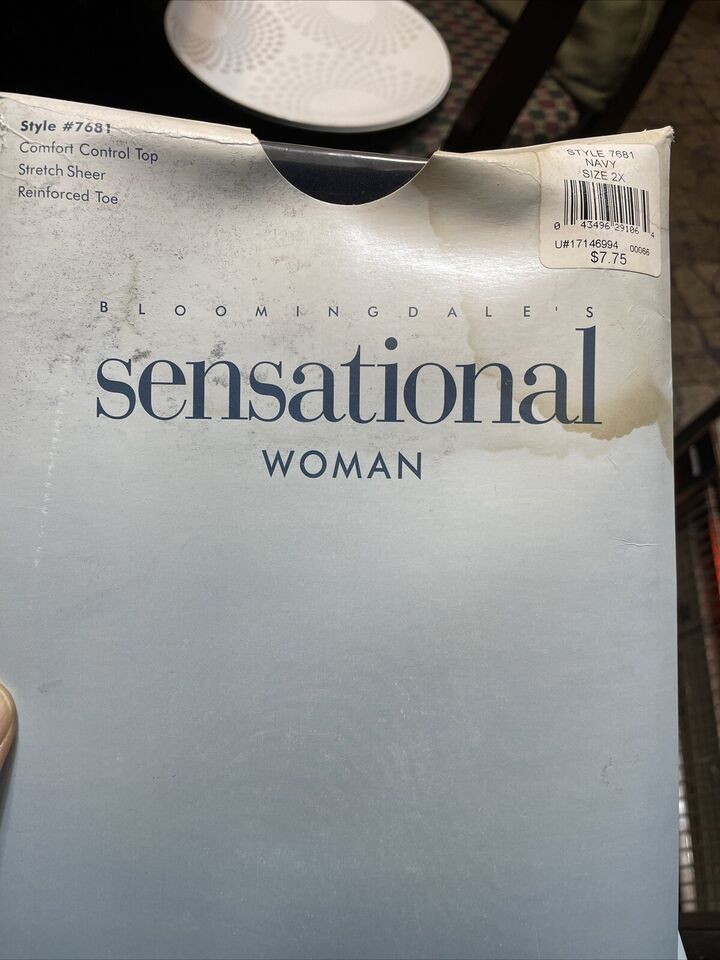 Style #7681
Comfort Control Top
Stretch Sheer
Reinforced Toe
STYLE 7681
NAVY
SIZE 2X
0 43496 29106 4
U#17146994 00066
$7.75
BLOOMINGDALE'S
sensational
WOMAN